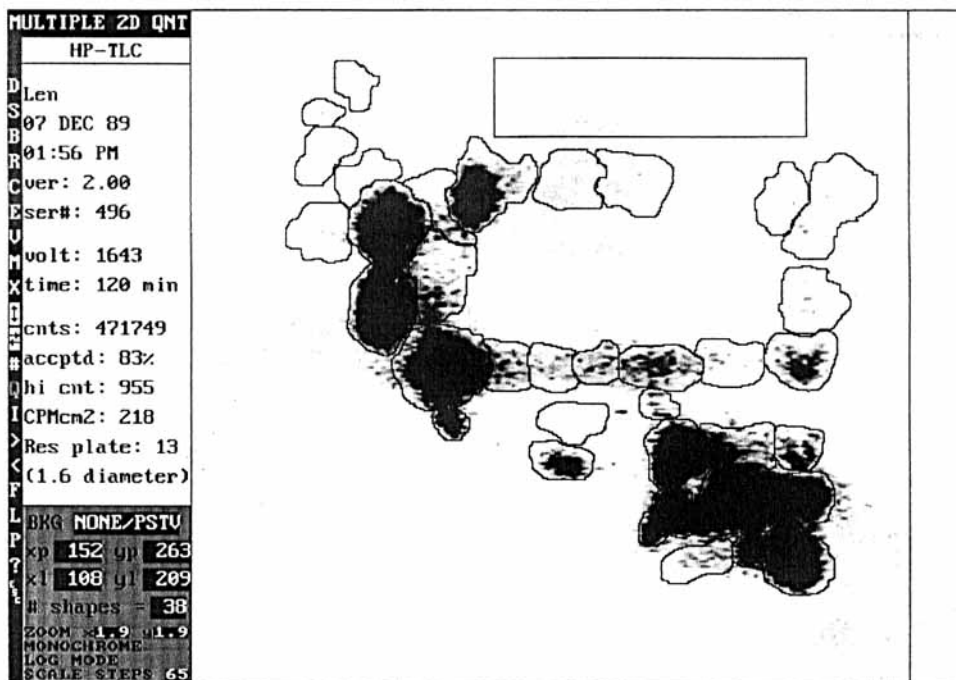 MULTIPLE 2D QNT
HP-TLC
Len
07 DEC 89
01:56 PM
ver: 2.00
ser#: 496
volt: 1643
time: 120 min
cnts: 471749
accptd: 83%
hi cnt: 955
CPMcm2: 218
Res plate: 13
(1.6 diameter)
BKG NONE/PSTV
xp 152 yp 263
xl 108 yl 209
# shapes = 38
ZOOM x1.9 y1.9
MONOCHROME
LOG MODE
SCALE STEPS 65
D
S
B
R
C
E
V
M
X
#
Q
I
>
<
F
L
P
?